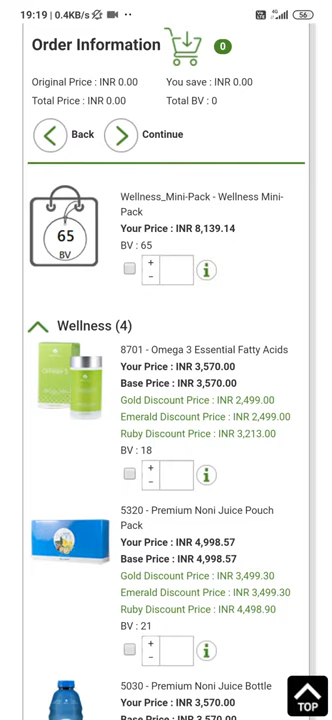 19:19 | 0.4KB/s
56
Order Information
0
Original Price : INR 0.00
You save : INR 0.00
Total Price : INR 0.00
Total BV : 0
Back
Continue
65
BV
Wellness_Mini-Pack - Wellness Mini-
Pack
Your Price : INR 8,139.14
BV : 65
+
-
Wellness (4)
8701 - Omega 3 Essential Fatty Acids
Your Price : INR 3,570.00
Base Price : INR 3,570.00
Gold Discount Price : INR 2,499.00
Emerald Discount Price : INR 2,499.00
Ruby Discount Price : INR 3,213.00
BV : 18
+
-
5320 - Premium Noni Juice Pouch
Pack
Your Price : INR 4,998.57
Base Price : INR 4,998.57
Gold Discount Price : INR 3,499.30
Emerald Discount Price : INR 3,499.30
Ruby Discount Price : INR 4,498.90
BV : 21
+
-
5030 - Premium Noni Juice Bottle
Your Price : INR 3,570.00
Base Price : INR 3,570.00
TOP